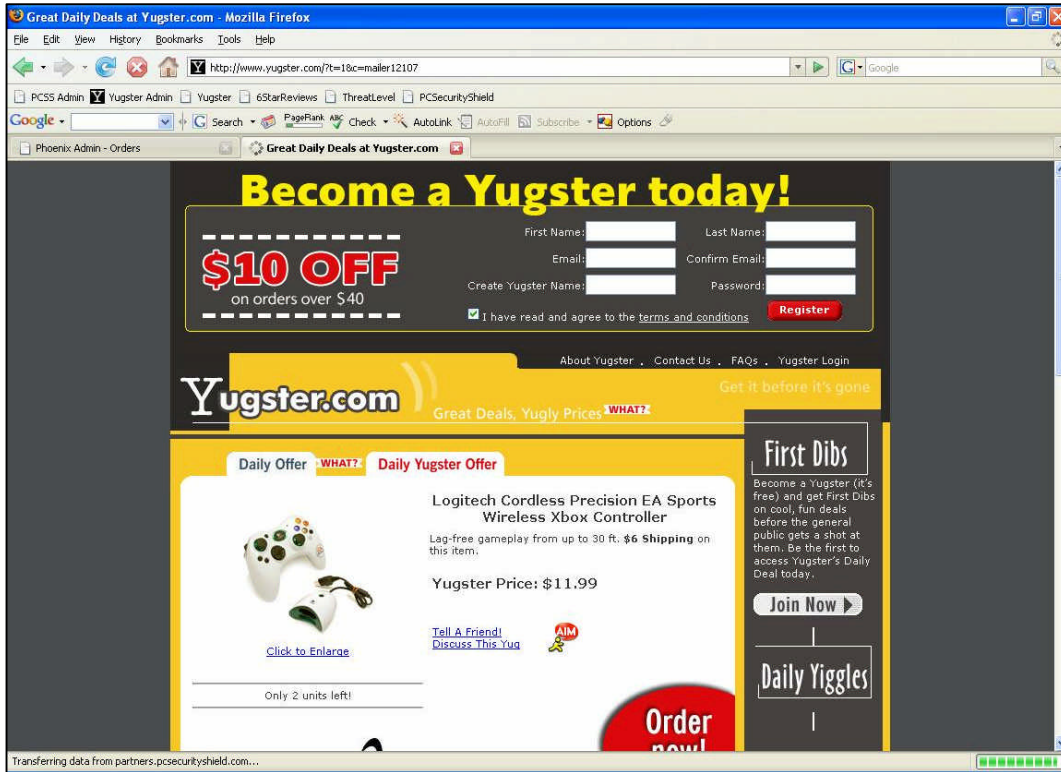 Great Daily Deals at Yugster.com - Mozilla Firefox
File Edit View History Bookmarks Tools Help
http://www.yugster.com/?t=1&c=mailer12107
G Google
PCSS Admin Yugster Admin Yugster 6StarReviews ThreatLevel PCSecurityShield
Google Search PageRank ABC Check AutoLink AutoFill Subscribe Options
Phoenix Admin - Orders Great Daily Deals at Yugster.com
Become a Yugster today!
$10 OFF
on orders over $40
First Name: Last Name:
Email: Confirm Email:
Create Yugster Name: Password:
I have read and agree to the terms and conditions Register
About Yugster . Contact Us . FAQs . Yugster Login
Yugster.com
Great Deals, Yugly Prices WHAT?
Get it before it's gone
Daily Offer WHAT? Daily Yugster Offer
Logitech Cordless Precision EA Sports
Wireless Xbox Controller
Lag-free gameplay from up to 30 ft. $6 Shipping on
this item.
Yugster Price: $11.99
Tell A Friend!
Discuss This Yug
AIM
Click to Enlarge
Only 2 units left!
Order
now!
First Dibs
Become a Yugster (it's
free) and get First Dibs
on cool, fun deals
before the general
public gets a shot at
them. Be the first to
access Yugster's Daily
Deal today.
Join Now
Daily Yiggles
Transferring data from partners.pcsecurityshield.com...